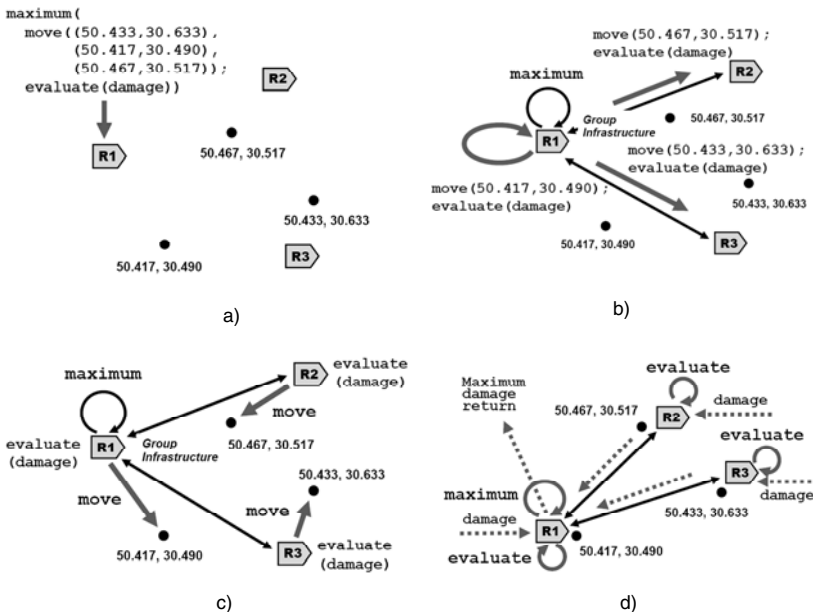 maximum(
move((50.433,30.633),
(50.417,30.490),
(50.467,30.517));
evaluate(damage))
R2
R1
50.467, 30.517
50.433, 30.633
50.417, 30.490
R3
a)
move(50.467,30.517);
evaluate(damage)
maximum
R2
Group
Infrastructure
R1
50.467, 30.517
move(50.433,30.633);
evaluate(damage)
move(50.417,30.490);
evaluate(damage)
50.433, 30.633
50.417, 30.490
R3
b)
maximum
R2
evaluate
(damage)
move
evaluate
(damage)
R1
Group
Infrastructure
50.467, 30.517
50.433, 30.633
move
move
50.417, 30.490
R3
evaluate
(damage)
c)
Maximum
damage
return
evaluate
50.467, 30.517
R2
damage
evaluate
R3
maximum
damage
50.433, 30.633
damage
R1
50.417, 30.490
evaluate
d)